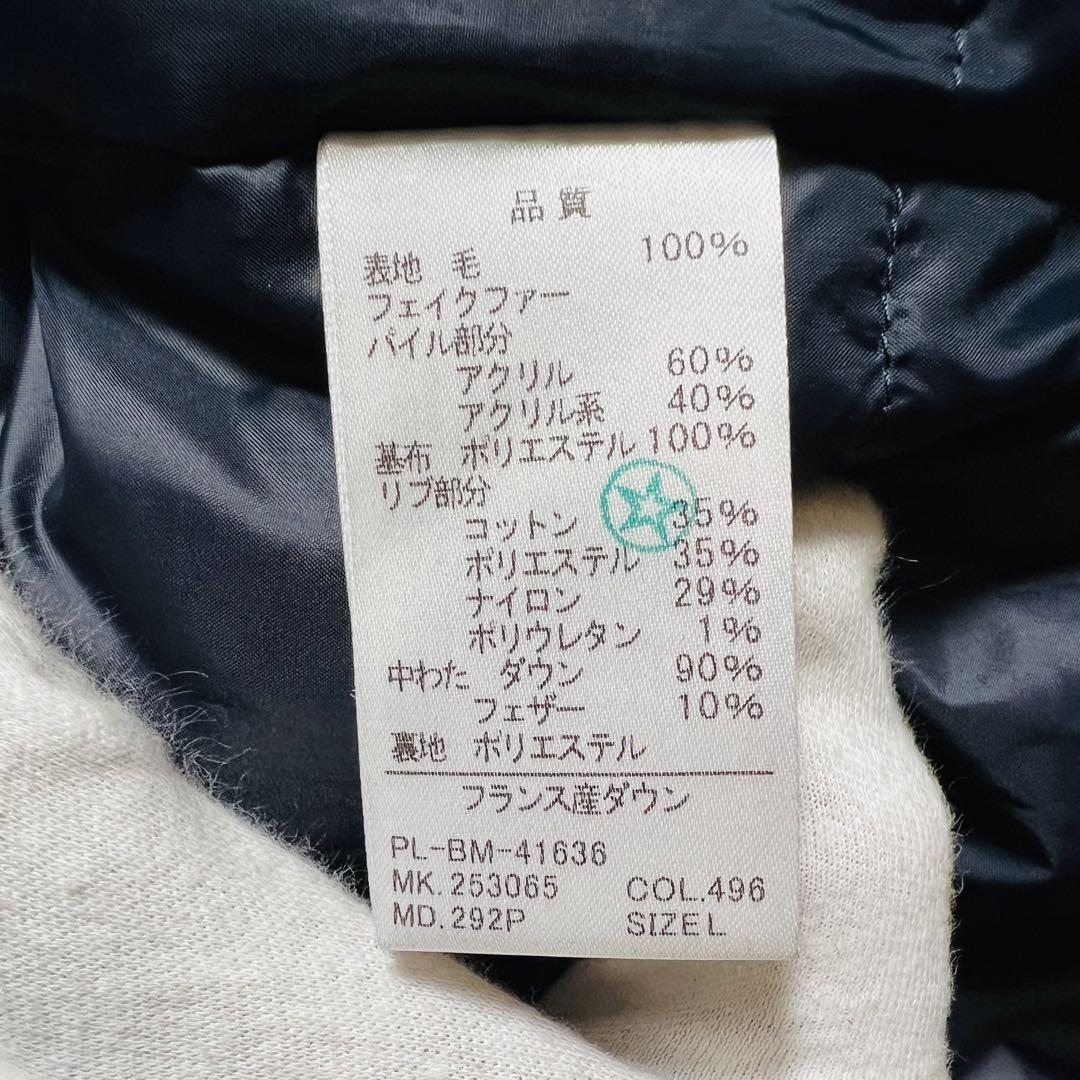 品質
表地 毛 100%
フェイクファー
パイル部分
アクリル 60%
アクリル系 40%
基布 ポリエステル 100%
リブ部分
コットン 35%
ポリエステル 35%
ナイロン 29%
ポリウレタン 1%
中わた ダウン 90%
フェザー 10%
裏地 ポリエステル
フランス産ダウン
PL-BM-41636
MK.253065 COL.496
MD.292P SIZE L